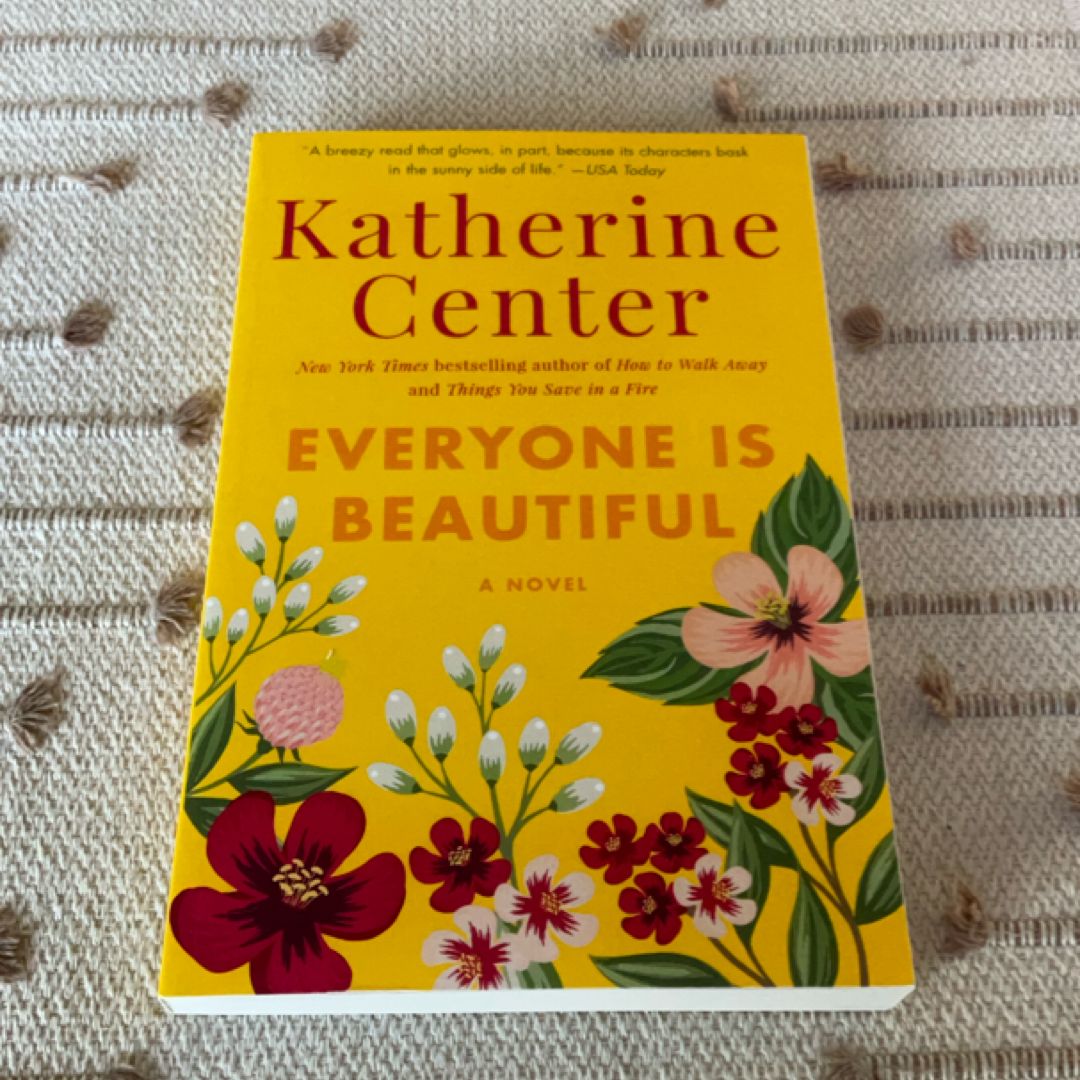 "A breezy read that glows, in part, because its characters bask
in the sunny side of life." —USA Today
Katherine
Center
New York Times bestselling author of How to Walk Away
and Things You Save in a Fire
EVERYONE IS
BEAUTIFUL
A NOVEL